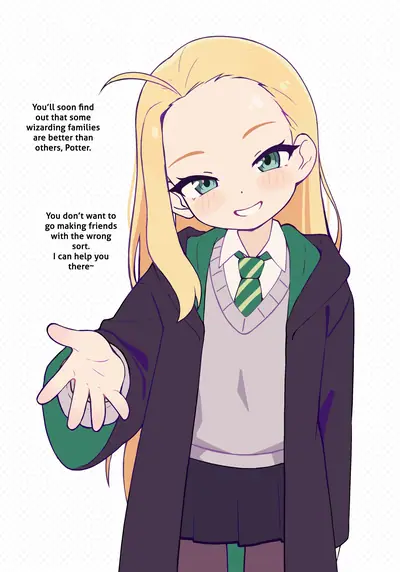 You'll soon find
out that some
wizarding families
are better than
others, Potter.
You don't want to
go making friends
with the wrong
sort.
I can help you
there~